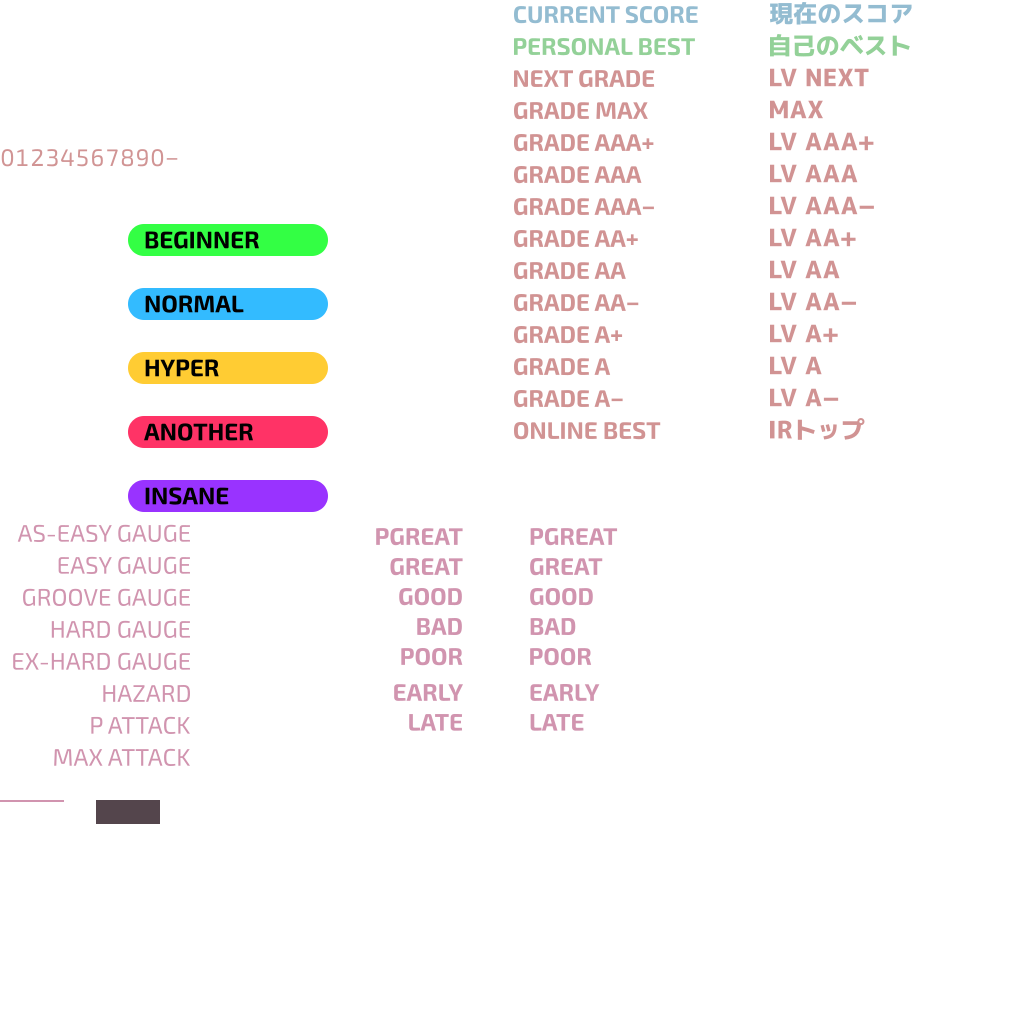 CURRENT SCORE
PERSONAL BEST
NEXT GRADE
GRADE MAX
GRADE AAA+
GRADE AAA
GRADE AAA−
GRADE AA+
GRADE AA
GRADE AA−
GRADE A+
GRADE A
GRADE A−
ONLINE BEST
現在のスコア
自己のベスト
LV NEXT
MAX
LV AAA+
LV AAA
LV AAA−
LV AA+
LV AA
LV AA−
LV A+
LV A
LV A−
IRトップ
01234567890−
BEGINNER
NORMAL
HYPER
ANOTHER
INSANE
AS-EASY GAUGE
EASY GAUGE
GROOVE GAUGE
HARD GAUGE
EX-HARD GAUGE
HAZARD
P ATTACK
MAX ATTACK
PGREAT
GREAT
GOOD
BAD
POOR
EARLY
LATE
PGREAT
GREAT
GOOD
BAD
POOR
EARLY
LATE